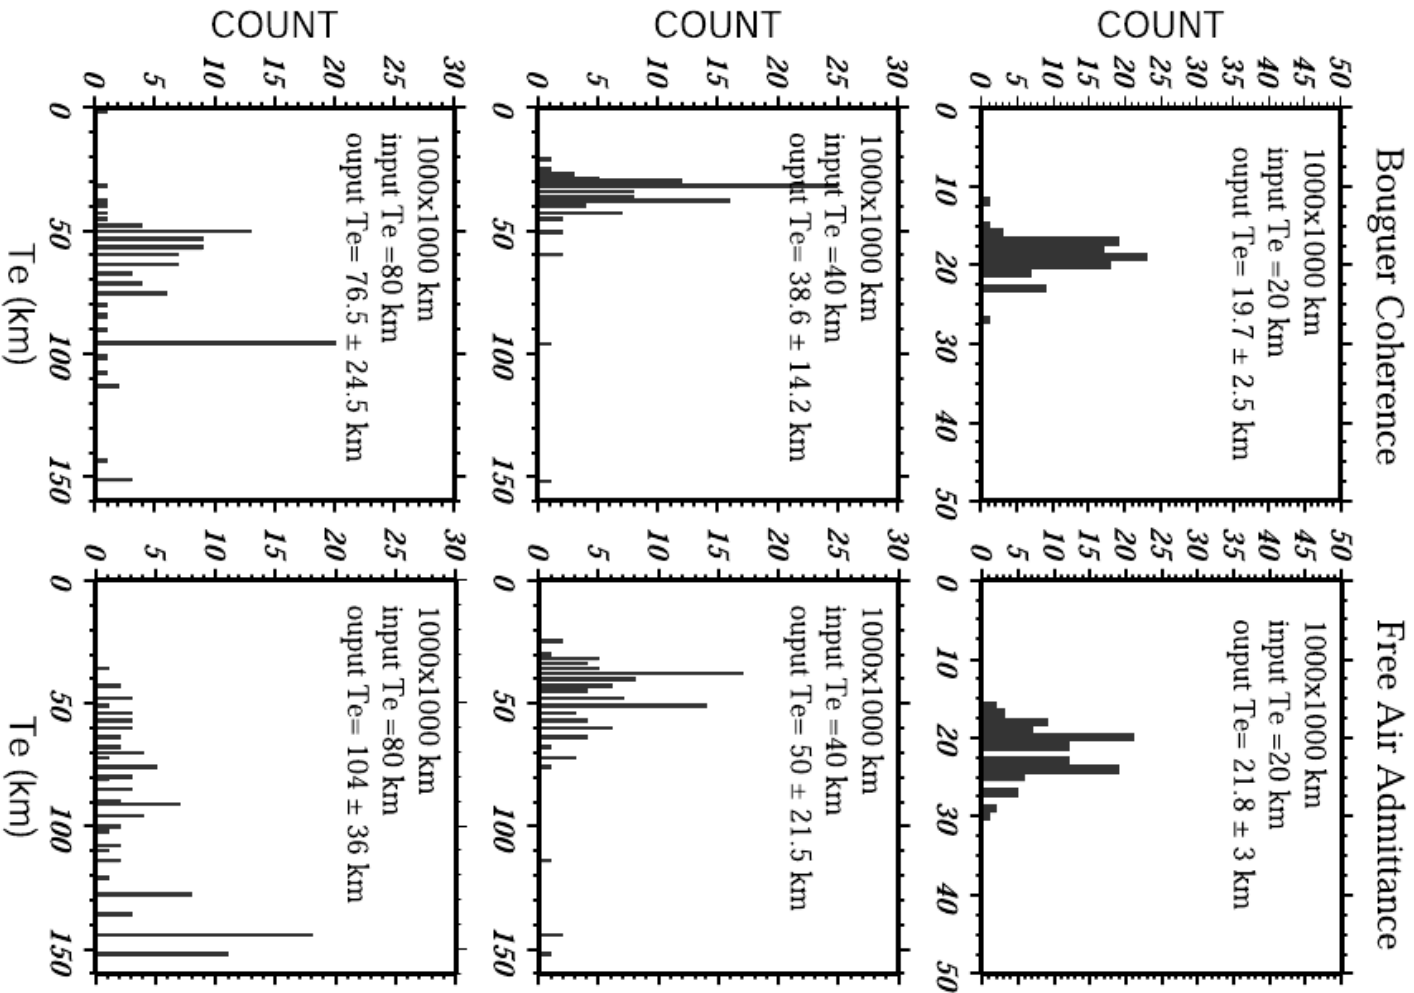 Bouguer Coherence
Free Air Admittance
COUNT
50
45
40
35
30
25
20
15
10
5
0
1000x1000 km
input Te =20 km
ouput Te= 19.7 ± 2.5 km
0 10 20 30 40 50
50
45
40
35
30
25
20
15
10
5
0
1000x1000 km
input Te =20 km
ouput Te= 21.8 ± 3 km
0 10 20 30 40 50
COUNT
30
25
20
15
10
5
0
1000x1000 km
input Te =40 km
ouput Te= 38.6 ± 14.2 km
0 50 100 150
30
25
20
15
10
5
0
1000x1000 km
input Te =40 km
ouput Te= 50 ± 21.5 km
0 50 100 150
COUNT
30
25
20
15
10
5
0
1000x1000 km
input Te =80 km
ouput Te= 76.5 ± 24.5 km
0 50 100 150
Te (km)
30
25
20
15
10
5
0
1000x1000 km
input Te =80 km
ouput Te= 104 ± 36 km
0 50 100 150
Te (km)